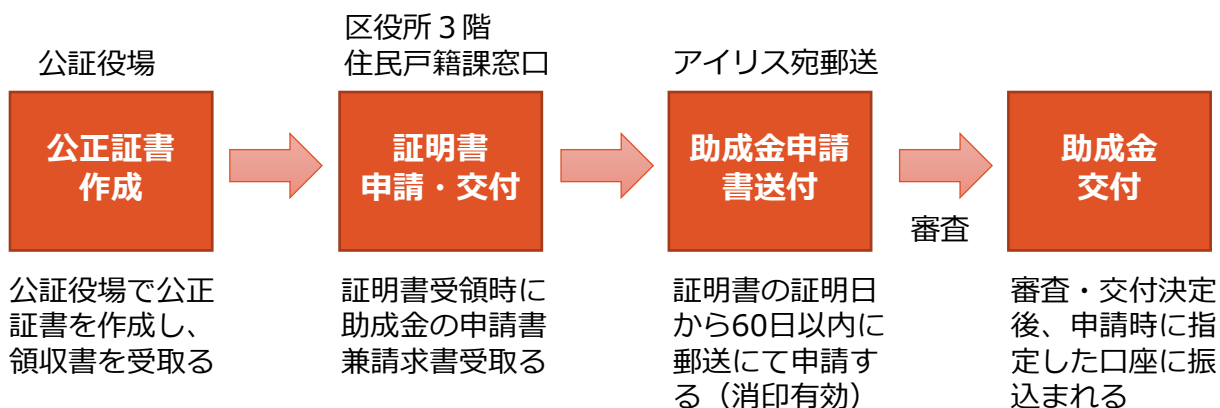 公証役場
公正証書
作成
公証役場で公正
証書を作成し、
領収書を受取る
区役所３階
住民戸籍課窓口
証明書
申請・交付
証明書受領時に
助成金の申請書
兼請求書受取る
アイリス宛郵送
助成金申請
書送付
証明書の証明日
から60日以内に
郵送にて申請す
る（消印有効）
審査
助成金
交付
審査・交付決定
後、申請時に指
定した口座に振
込まれる